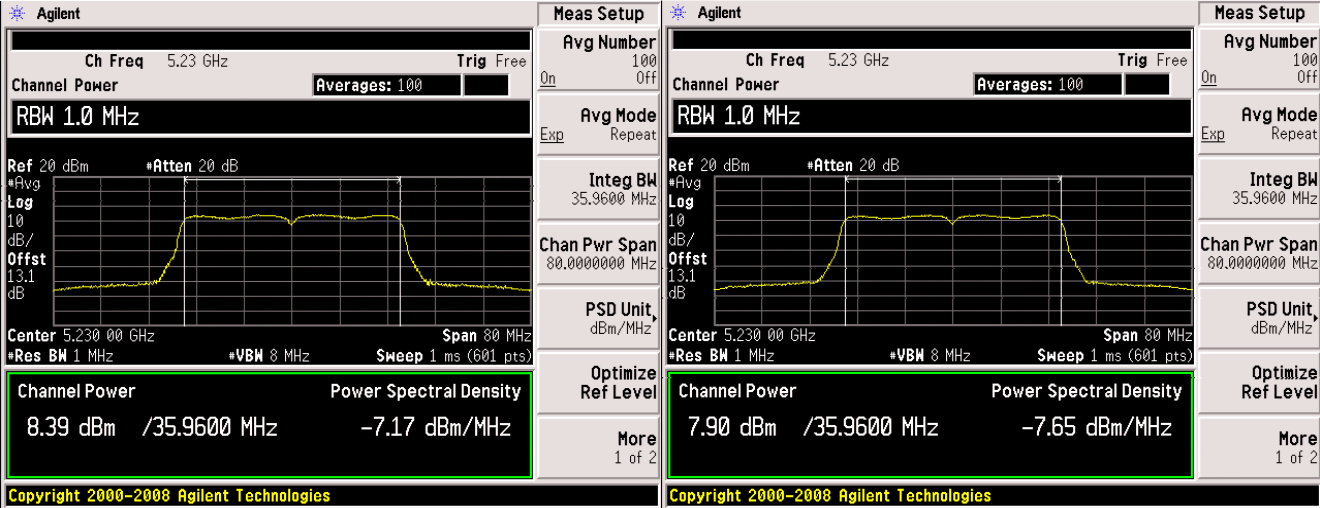 Agilent
Meas Setup
Ch Freq 5.23 GHz Trig Free
Channel Power Averages: 100
RBW 1.0 MHz
Ref 20 dBm #Atten 20 dB
#Avg
Log
10
dB/
Offst
13.1
dB
Center 5.230 00 GHz Span 80 MHz
#Res BW 1 MHz #VBW 8 MHz Sweep 1 ms (601 pts)
Channel Power Power Spectral Density
8.39 dBm /35.9600 MHz -7.17 dBm/MHz
Copyright 2000-2008 Agilent Technologies
Avg Number
100
On Off
Avg Mode
Exp Repeat
Integ BW
35.9600 MHz
Chan Pwr Span
80.0000000 MHz
PSD Unit
dBm/MHz
Optimize
Ref Level
More
1 of 2
Agilent
Meas Setup
Ch Freq 5.23 GHz Trig Free
Channel Power Averages: 100
RBW 1.0 MHz
Ref 20 dBm #Atten 20 dB
#Avg
Log
10
dB/
Offst
13.1
dB
Center 5.230 00 GHz Span 80 MHz
#Res BW 1 MHz #VBW 8 MHz Sweep 1 ms (601 pts)
Channel Power Power Spectral Density
7.90 dBm /35.9600 MHz -7.65 dBm/MHz
Copyright 2000-2008 Agilent Technologies
Avg Number
100
On Off
Avg Mode
Exp Repeat
Integ BW
35.9600 MHz
Chan Pwr Span
80.0000000 MHz
PSD Unit
dBm/MHz
Optimize
Ref Level
More
1 of 2